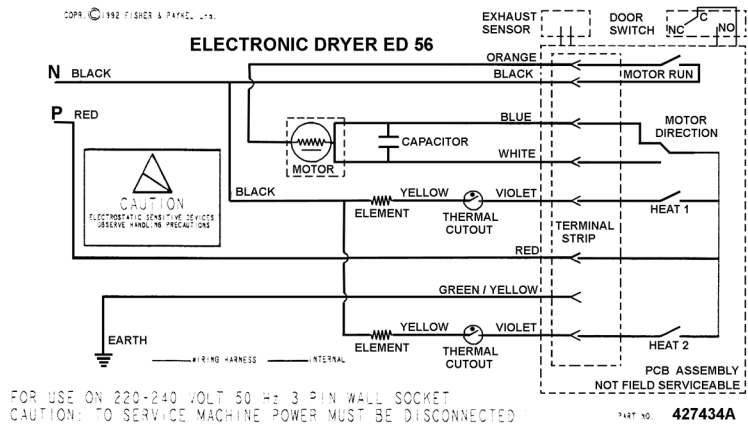 COPR. ©1992 FISHER & PAYKEL LTD.
ELECTRONIC DRYER ED 56
EXHAUST
SENSOR
DOOR
SWITCH
C
NC
NO
ORANGE
N BLACK
BLACK
MOTOR RUN
P RED
BLUE
MOTOR
DIRECTION
CAPACITOR
MOTOR
WHITE
CAUTION
ELECTROSTATIC SENSITIVE DEVICES
OBSERVE HANDLING PRECAUTIONS
BLACK
YELLOW
VIOLET
ELEMENT
THERMAL
CUTOUT
HEAT 1
TERMINAL
STRIP
RED
GREEN / YELLOW
EARTH
YELLOW
VIOLET
ELEMENT
THERMAL
CUTOUT
HEAT 2
WIRING HARNESS
INTERNAL
PCB ASSEMBLY
NOT FIELD SERVICEABLE
FOR USE ON 220-240 VOLT 50 Hz 3 PIN WALL SOCKET
CAUTION: TO SERVICE MACHINE POWER MUST BE DISCONNECTED
PART NO. 427434A